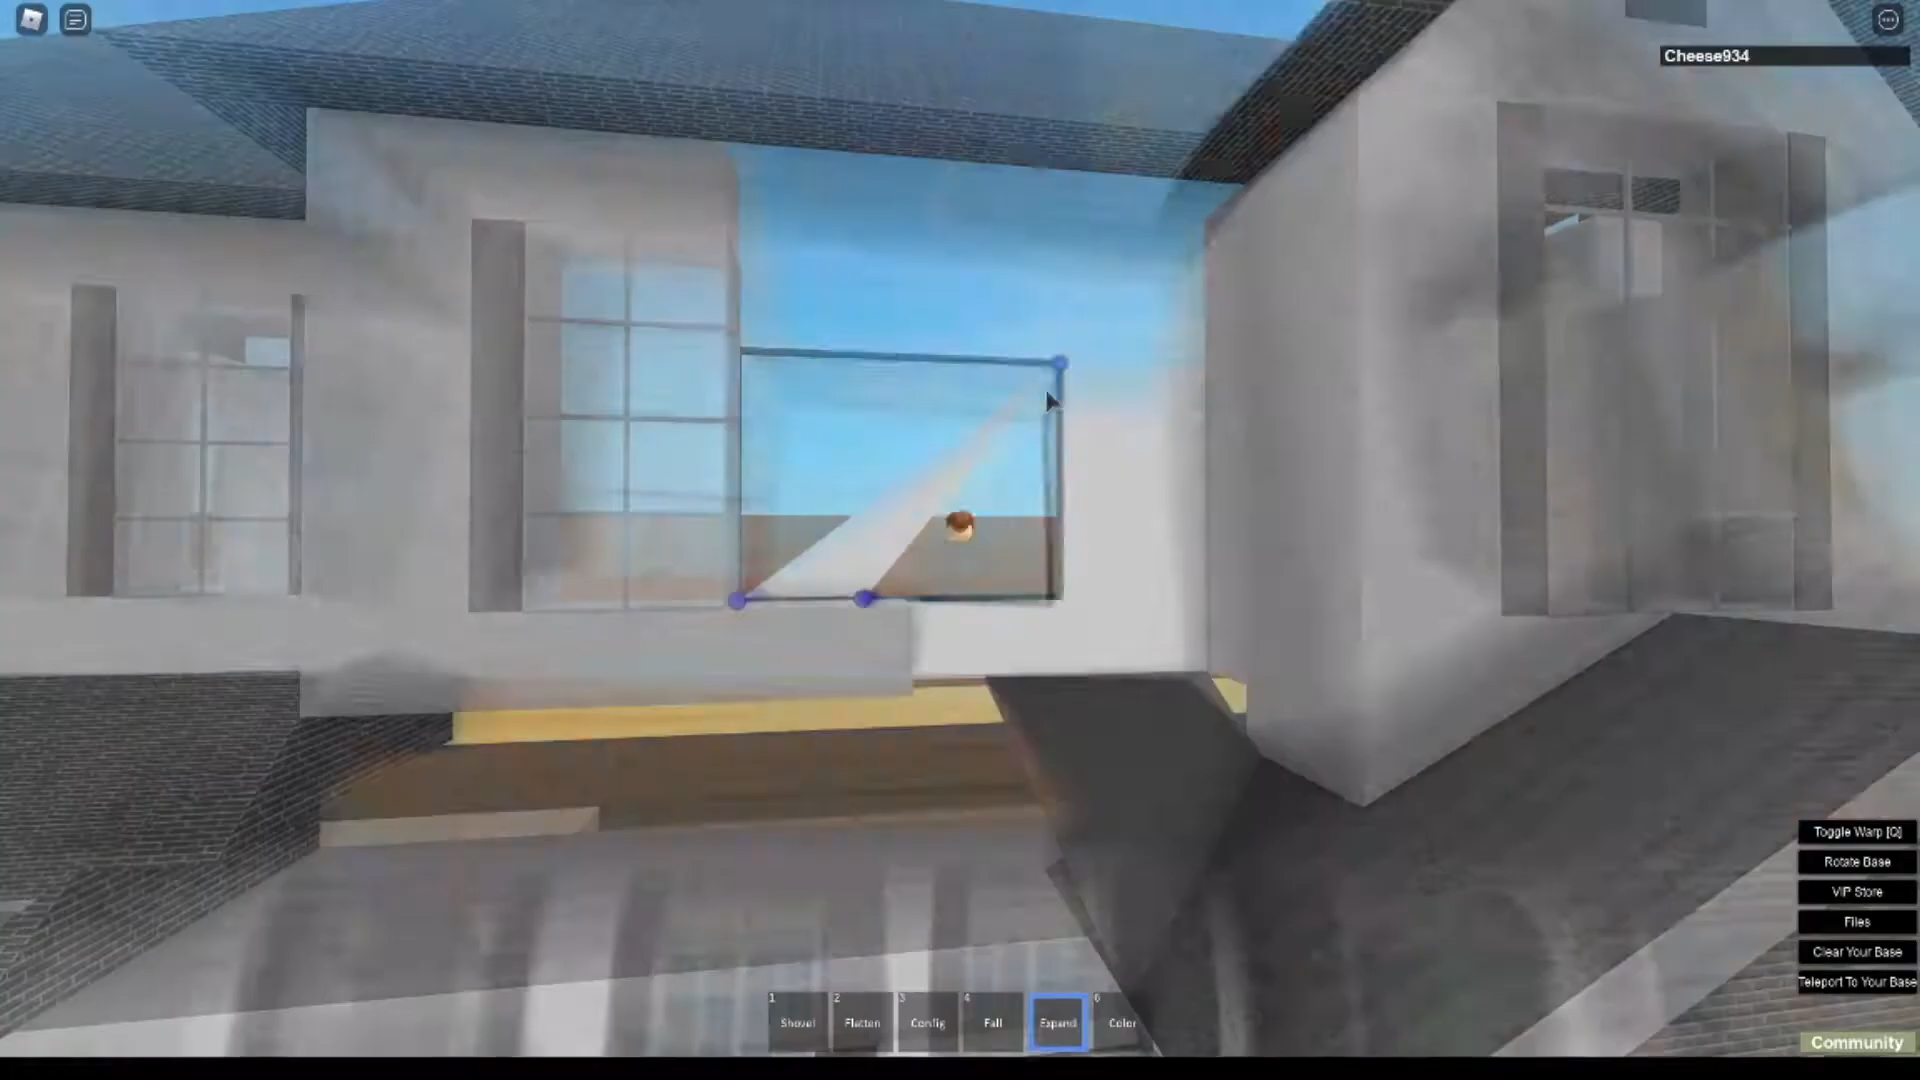 Cheese934
Toggle Warp [Q]
Rotate Base
VIP Store
Files
Clear Your Base
Teleport To Your Base
1 2 3 4 6
Shovel Flatten Config Fall Expand Color
Community